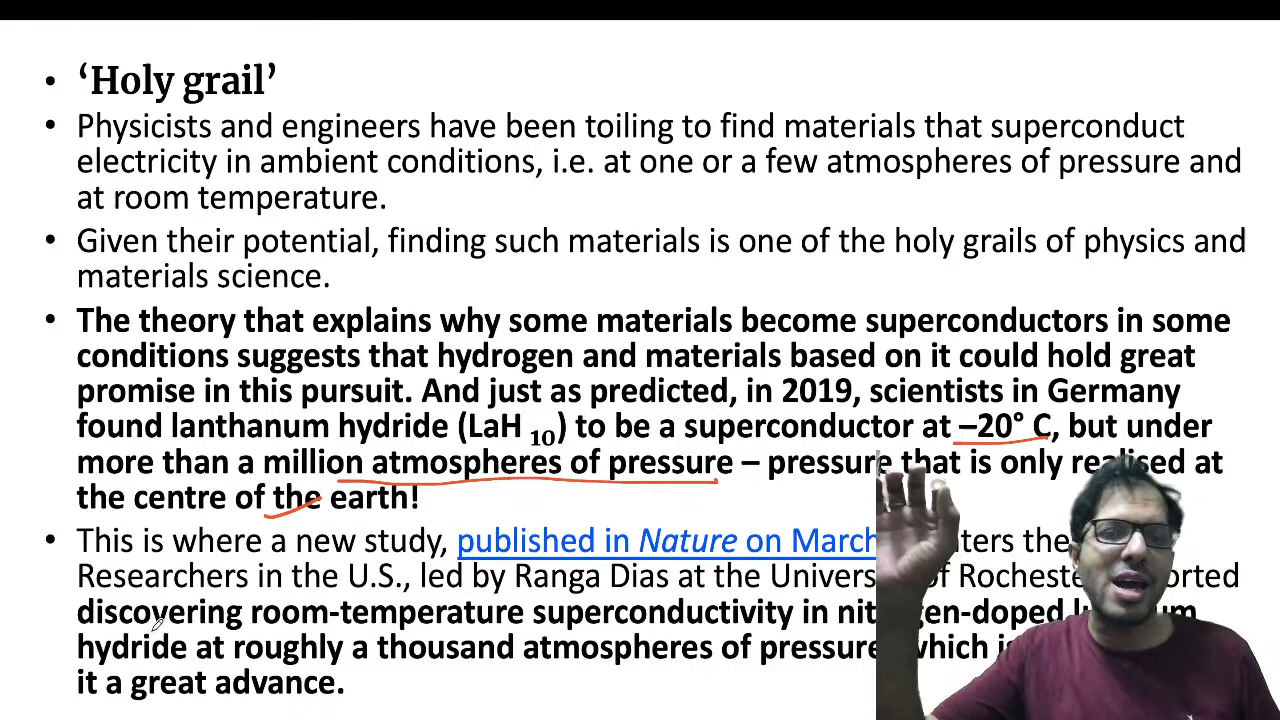 • ‘Holy grail’
• Physicists and engineers have been toiling to find materials that superconduct
electricity in ambient conditions, i.e. at one or a few atmospheres of pressure and
at room temperature.
• Given their potential, finding such materials is one of the holy grails of physics and
materials science.
• The theory that explains why some materials become superconductors in some
conditions suggests that hydrogen and materials based on it could hold great
promise in this pursuit. And just as predicted, in 2019, scientists in Germany
found lanthanum hydride (LaH 10) to be a superconductor at –20° C, but under
more than a million atmospheres of pressure – pressure that is only realised at
the centre of the earth!
• This is where a new study, published in Nature on March the
Researchers in the U.S., led by Ranga Dias at the of
discovering room-temperature superconductivity in
hydride at roughly a thousand atmospheres of pressure which
it a great advance.